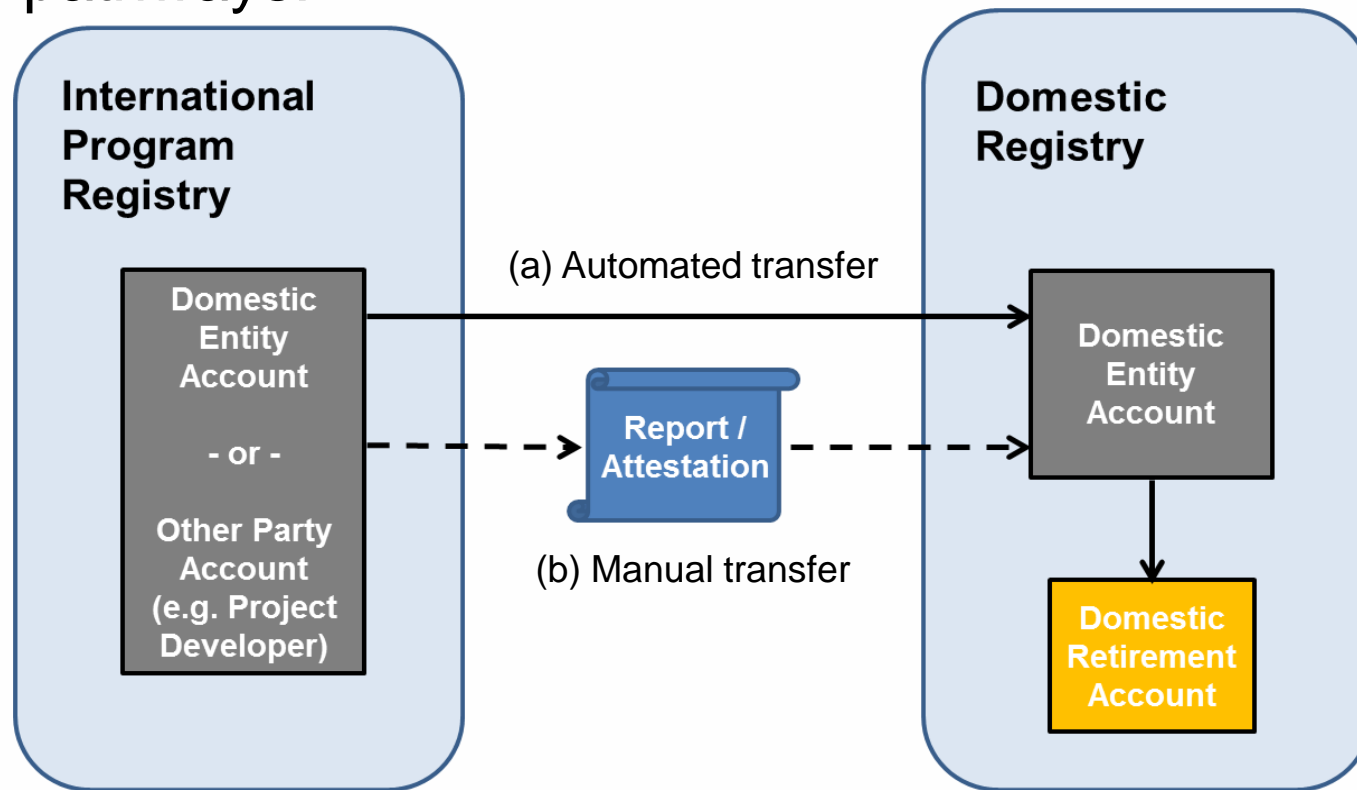 pathways:
International
Program
Registry
Domestic
Entity
Account
- or -
Other Party
Account
(e.g. Project
Developer)
(a) Automated transfer
Report /
Attestation
(b) Manual transfer
Domestic
Registry
Domestic
Entity
Account
Domestic
Retirement
Account